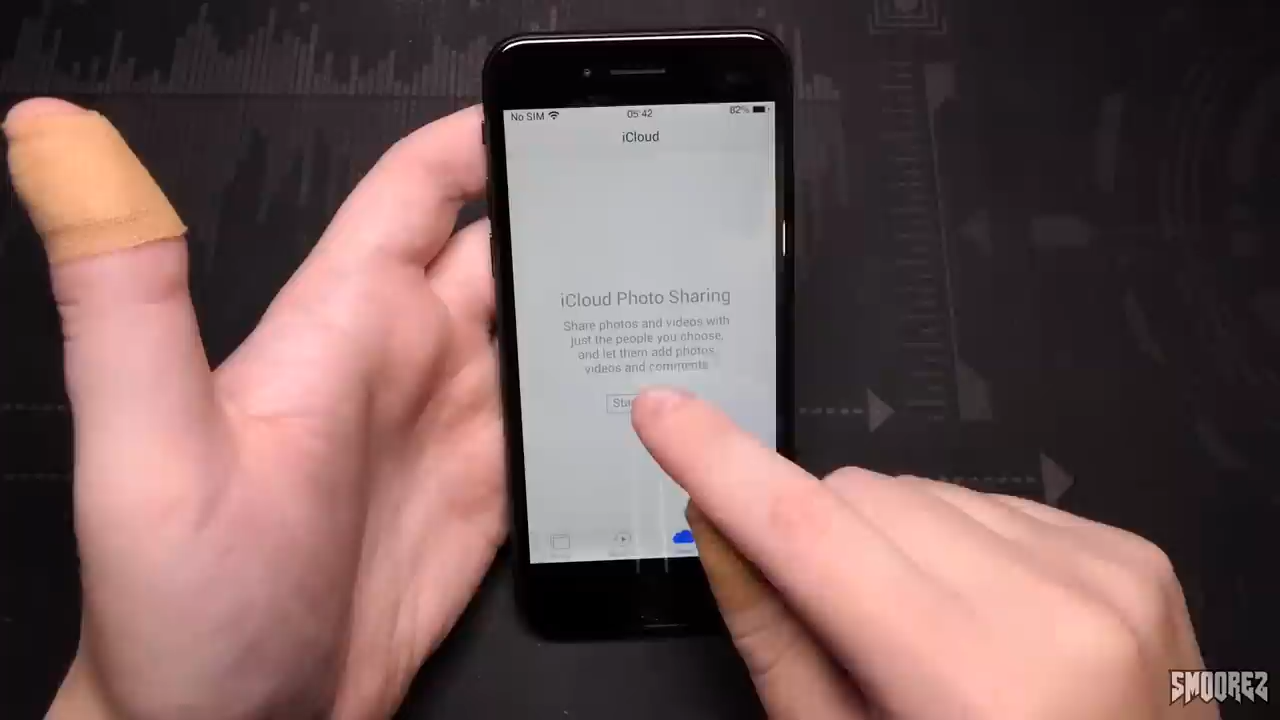 No SIM
05:42
82%
iCloud
iCloud Photo Sharing
Share photos and videos with
just the people you choose,
and let them add photos,
videos and comments
SMOOREZ